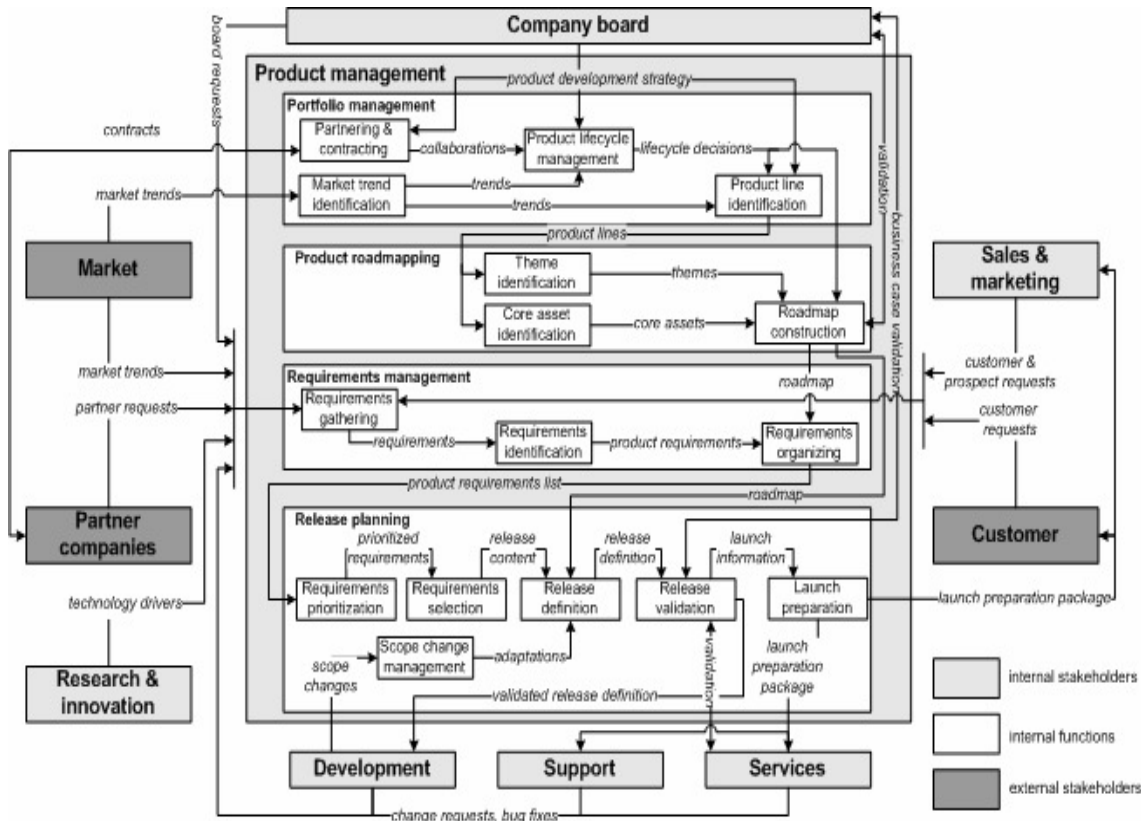 Company board
board requests
Product management
product development strategy
Portfolio management
contracts
Partnering &
contracting
collaborations
Product lifecycle
management
lifecycle decisions
validation
market trends
Market trend
identification
trends
trends
Product line
identification
business case validation
product lines
Market
Product roadmapping
Theme
identification
themes
Sales &
marketing
Core asset
identification
core assets
Roadmap
construction
market trends
Requirements management
roadmap
customer &
prospect requests
partner requests
Requirements
gathering
requirements
Requirements
identification
product requirements
Requirements
organizing
customer
requests
product requirements list
roadmap
Partner
companies
Release planning
prioritized
requirements
release
content
release
definition
launch
information
Customer
technology drivers
Requirements
prioritization
Requirements
selection
Release
definition
Release
validation
Launch
preparation
launch preparation package
scope
changes
Scope change
management
adaptations
validation
launch
preparation
package
Research &
innovation
validated release definition
internal stakeholders
internal functions
external stakeholders
Development
Support
Services
change requests, bug fixes